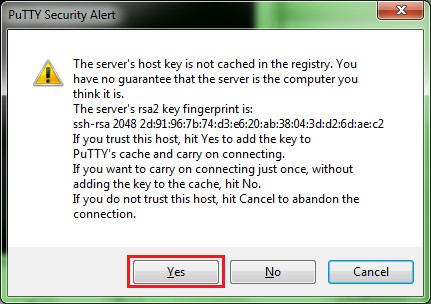 PuTTY Security Alert
The server's host key is not cached in the registry. You
have no guarantee that the server is the computer you
think it is.
The server's rsa2 key fingerprint is:
ssh-rsa 2048 2d:91:96:7b:74:d3:e6:20:ab:38:04:3d:d2:6d:ae:c2
If you trust this host, hit Yes to add the key to
PuTTY's cache and carry on connecting.
If you want to carry on connecting just once, without
adding the key to the cache, hit No.
If you do not trust this host, hit Cancel to abandon the
connection.
Yes
No
Cancel